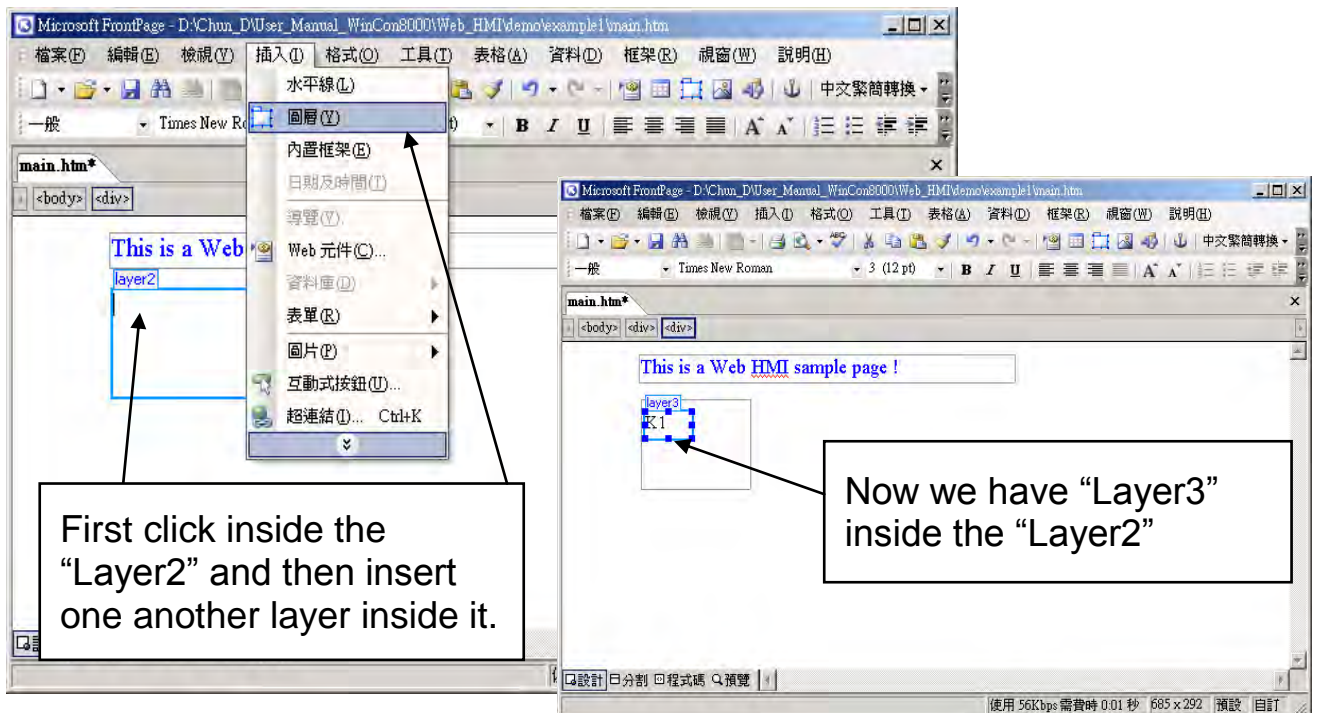 Microsoft FrontPage - D:\Chun_D\User_Manual_WinCon8000\Web_HMI\demo\example1\main.htm
檔案(F) 編輯(E) 檢視(V) 插入(I) 格式(O) 工具(T) 表格(A) 資料(D) 框架(R) 視窗(W) 說明(H)
中文繁簡轉換
一般 Times New Ro
B I U A A
main.htm*
<body> <div>
This is a Web
layer2
水平線(L)
圖層(Y)
內置框架(E)
日期及時間(T)
導覽(V)...
Web 元件(C)...
資料庫(D)
表單(R)
圖片(P)
互動式按鈕(U)...
超連結(I)... Ctrl+K
First click inside the
“Layer2” and then insert
one another layer inside it.
Microsoft FrontPage - D:\Chun_D\User_Manual_WinCon8000\Web_HMI\demo\example1\main.htm
檔案(F) 編輯(E) 檢視(V) 插入(I) 格式(O) 工具(T) 表格(A) 資料(D) 框架(R) 視窗(W) 說明(H)
中文繁簡轉換
一般 Times New Roman 3 (12 pt) B I U A A
main.htm*
<body> <div> <div>
This is a Web HMI sample page !
layer3
K1
Now we have “Layer3”
inside the “Layer2”
設計 分割 程式碼 預覽
使用 56Kbps 需費時 0:01 秒 685 x 292 預設 自訂